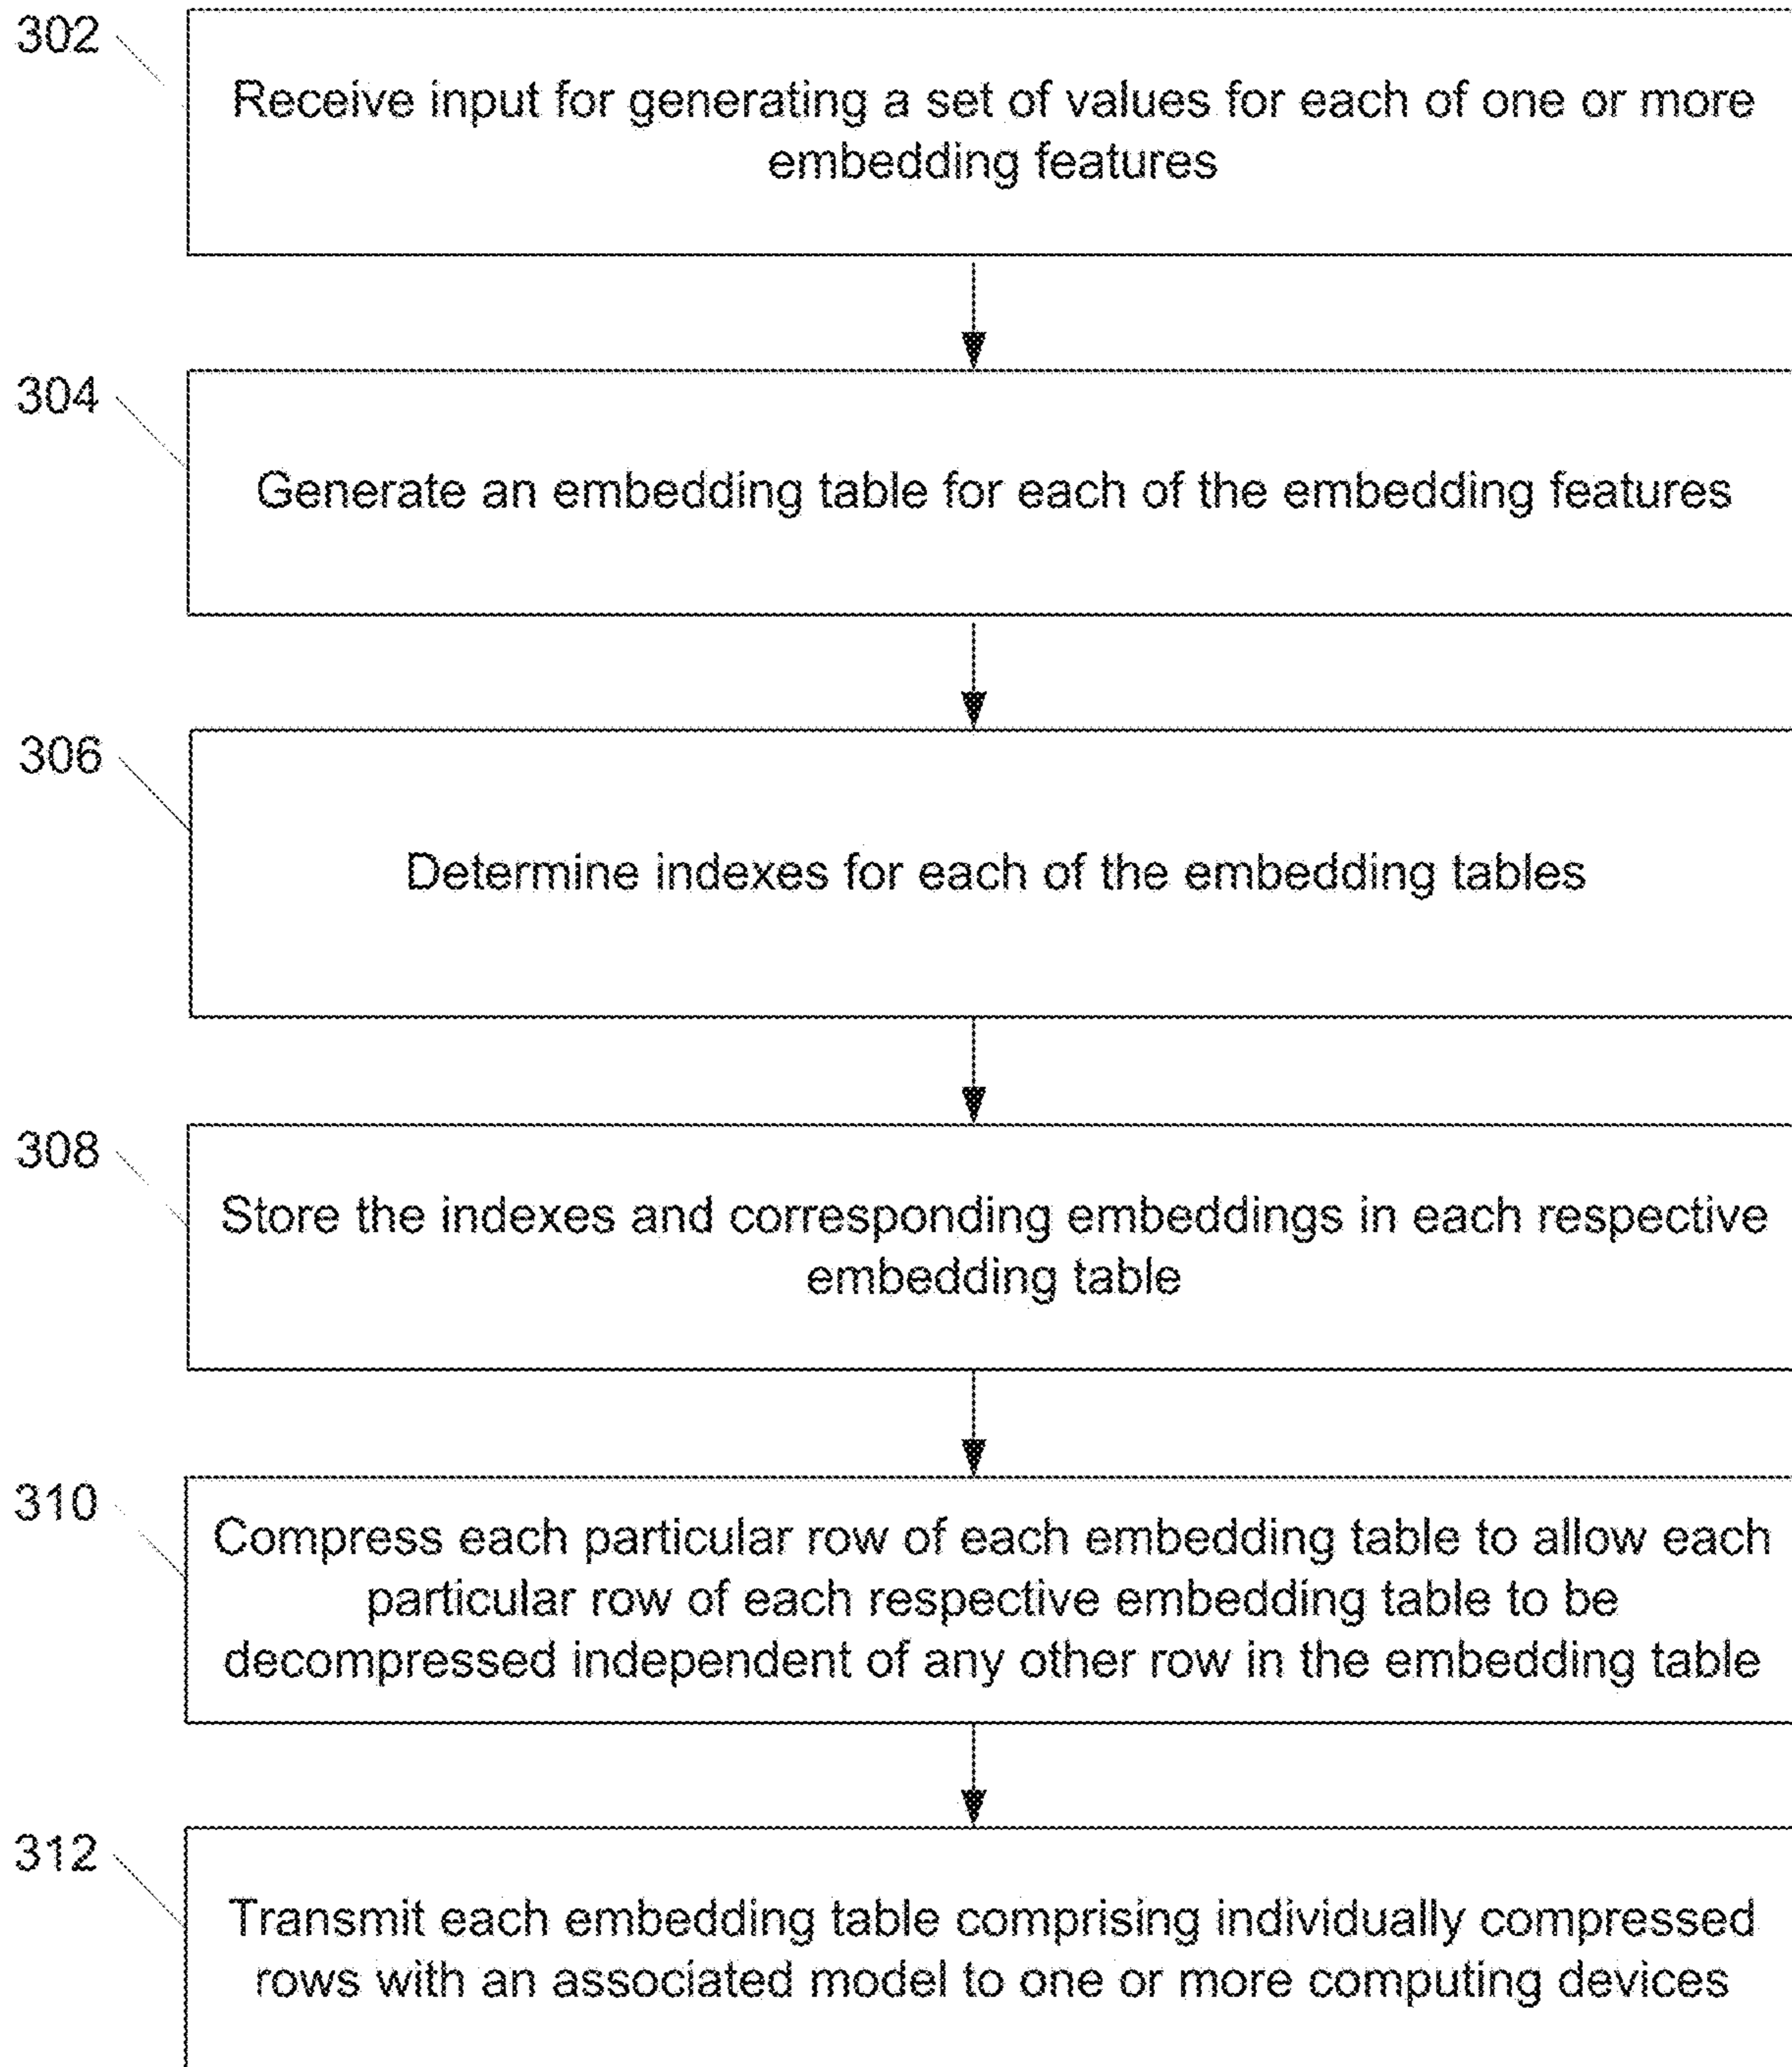 302
Receive input for generating a set of values for each of one or more
embedding features
304
Generate an embedding table for each of the embedding features
306
Determine indexes for each of the embedding tables
308
Store the indexes and corresponding embeddings in each respective
embedding table
310
Compress each particular row of each embedding table to allow each
particular row of each respective embedding table to be
decompressed independent of any other row in the embedding table
312
Transmit each embedding table comprising individually compressed
rows with an associated model to one or more computing devices